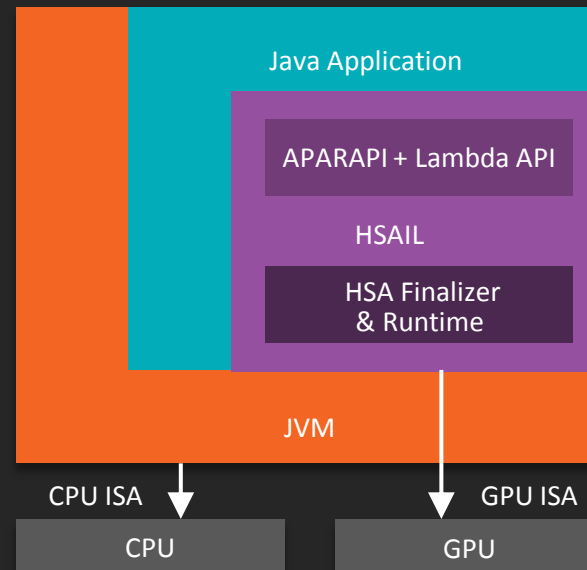 Java Application
APARAPI + Lambda API
HSAIL
HSA Finalizer
& Runtime
JVM
CPU ISA
GPU ISA
CPU
GPU